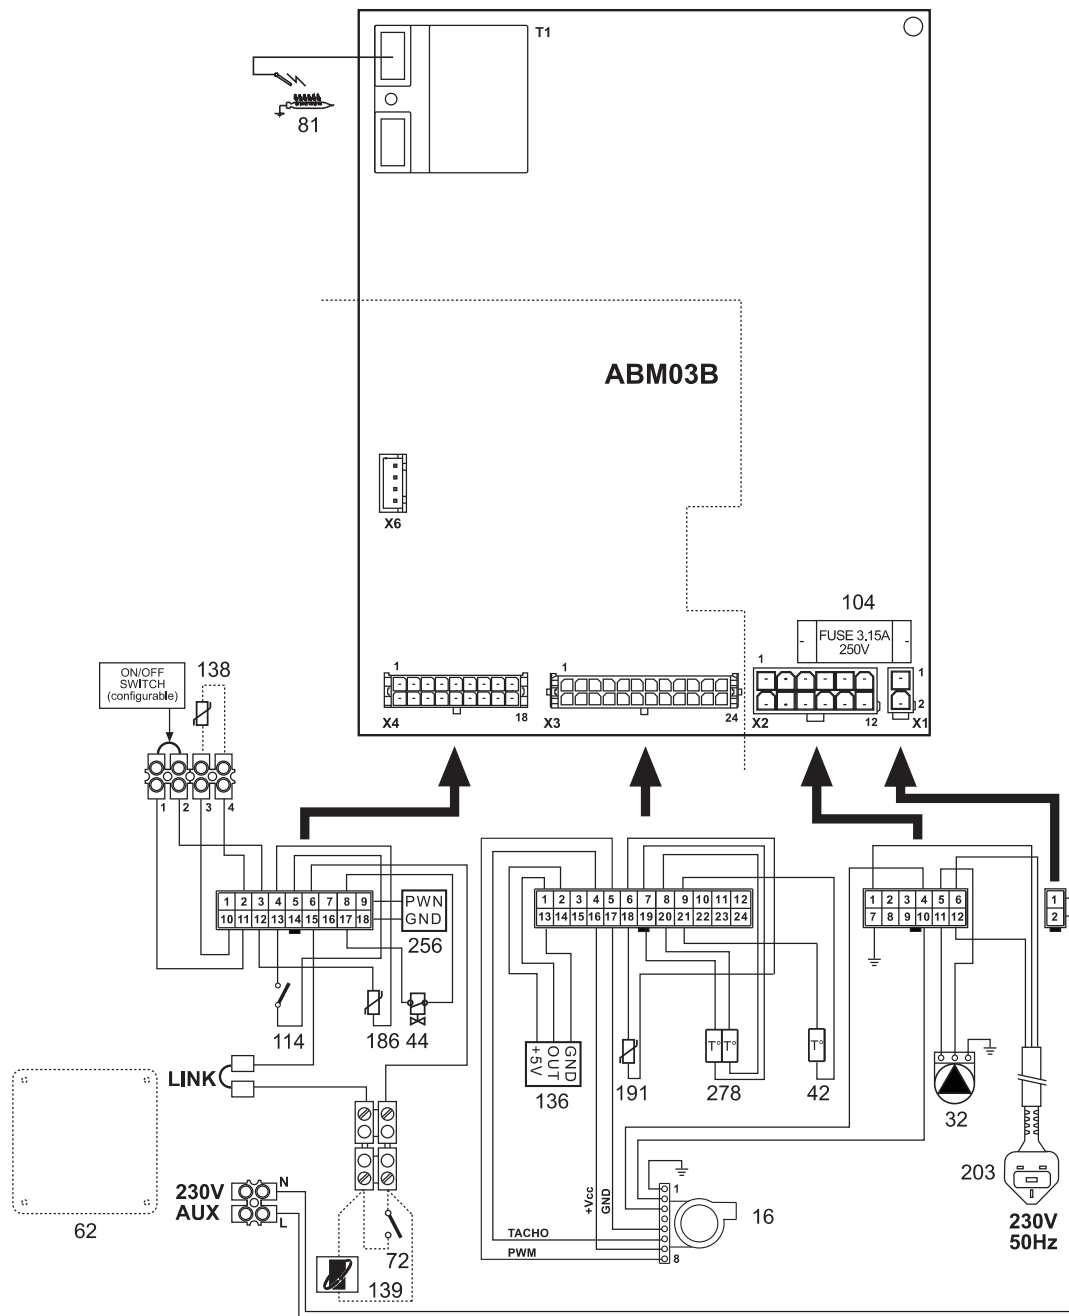 T1
81
ABM03B
X6
104
FUSE 3.15A
250V
1
1
1
1
2
X4
18
X3
24
X2
12
X1
ON/OFF
SWITCH
(configurable)
138
1
2
3
4
1 2 3 4 5 6 7 8 9
10 11 12 13 14 15 16 17 18
PWN
GND
256
1 2 3 4 5 6 7 8 9 10 11 12
13 14 15 16 17 18 19 20 21 22 23 24
1 2 3 4 5 6
7 8 9 10 11 12
1
2
114
186
44
+5V
OUT
GND
136
191
T° T°
278
T°
42
32
203
230V
50Hz
LINK
62
230V
AUX
N
L
72
139
+Vcc
GND
TACHO
PWM
1
8
16